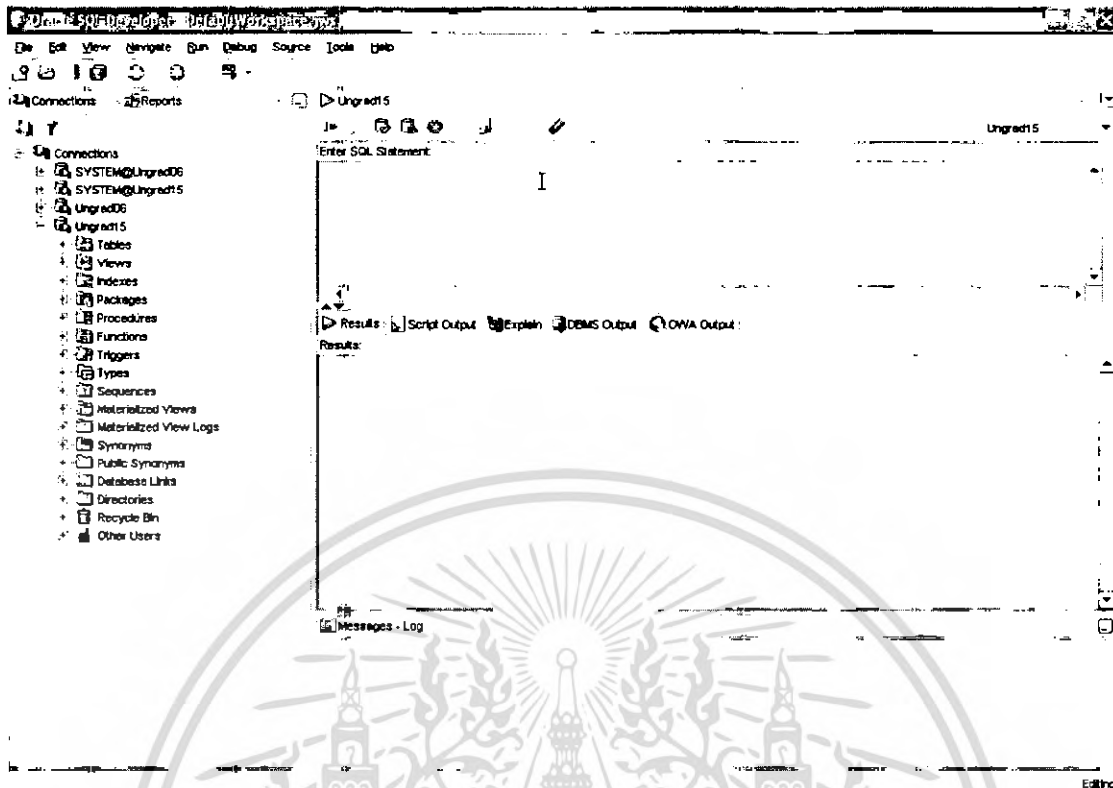 Oracle SQL Developer
File Edit View Navigate Run Debug Source Tools Help
Connections Reports
Ungrad15
Ungrad15
Connections
Enter SQL Statement:
SYSTEM@Ungrad06
SYSTEM@Ungrad15
Ungrad06
Ungrad15
Tables
Views
Indexes
Packages
Procedures
Functions
Triggers
Types
Sequences
Materialized Views
Materialized View Logs
Synonyms
Public Synonyms
Database Links
Directories
Recycle Bin
Other Users
Results Script Output Explain DBMS Output OWA Output
Results:
Messages - Log
Editing